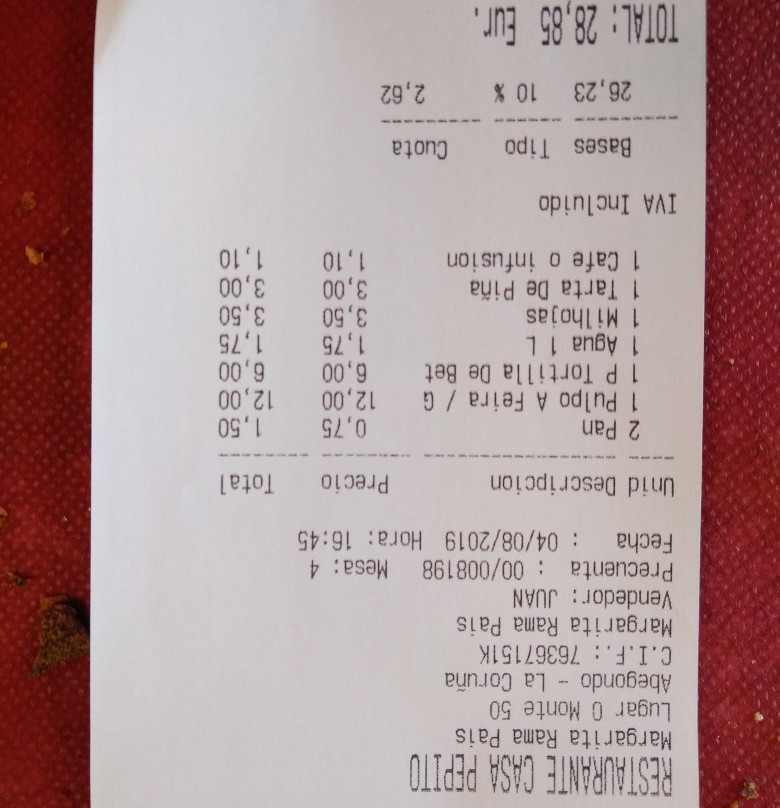 RESTAURANTE CASA PEPITO
Margarita Rama Pais
Lugar O Monte 50
Abegondo - La Coruña
C.I.F.: 76367151K
Margarita Rama Pais
Vendedor: JUAN
Precuenta : 00/008198 Mesa: 4
Fecha : 04/08/2019 Hora: 16:45
Unid Descripcion Precio Total
2 Pan 0,75 1,50
1 Pulpo A Feira / G 12,00 12,00
1 P Tortilla De Bet 6,00 6,00
1 Agua 1 L 1,75 1,75
1 Milhojas 3,50 3,50
1 Tarta De Piña 3,00 3,00
1 Cafe o infusion 1,10 1,10
IVA Incluido
Bases Tipo Cuota
26,23 10 % 2,62
TOTAL: 28,85 Eur.